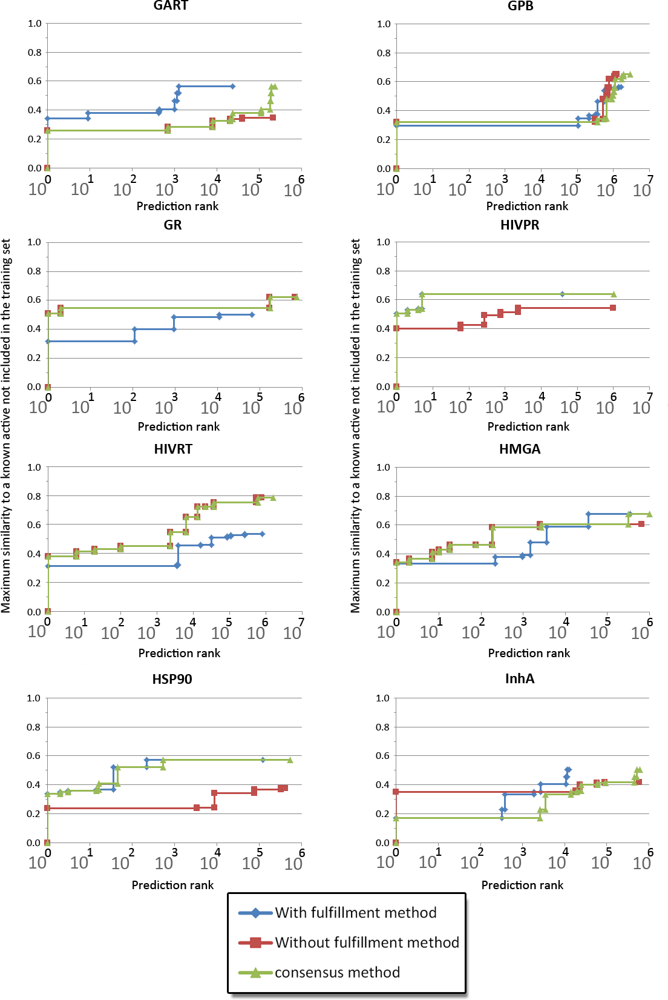 GART
GPB
1.0
0.8
0.6
0.4
0.2
0.0
10^0 10^1 10^2 10^3 10^4 10^5 10^6
Prediction rank
1.0
0.8
0.6
0.4
0.2
0.0
10^0 10^1 10^2 10^3 10^4 10^5 10^6 10^7
Prediction rank
Maximum similarity to a known active not included in the training set
Maximum similarity to a known active not included in the training set
GR
HIVPR
1.0
0.8
0.6
0.4
0.2
0.0
10^0 10^1 10^2 10^3 10^4 10^5 10^6
Prediction rank
1.0
0.8
0.6
0.4
0.2
0.0
10^0 10^1 10^2 10^3 10^4 10^5 10^6 10^7
Prediction rank
HIVRT
HMGA
1.0
0.8
0.6
0.4
0.2
0.0
10^0 10^1 10^2 10^3 10^4 10^5 10^6 10^7
Prediction rank
1.0
0.8
0.6
0.4
0.2
0.0
10^0 10^1 10^2 10^3 10^4 10^5 10^6
Prediction rank
HSP90
InhA
1.0
0.8
0.6
0.4
0.2
0.0
10^0 10^1 10^2 10^3 10^4 10^5 10^6
Prediction rank
1.0
0.8
0.6
0.4
0.2
0.0
10^0 10^1 10^2 10^3 10^4 10^5 10^6
Prediction rank
With fulfillment method
Without fulfillment method
consensus method